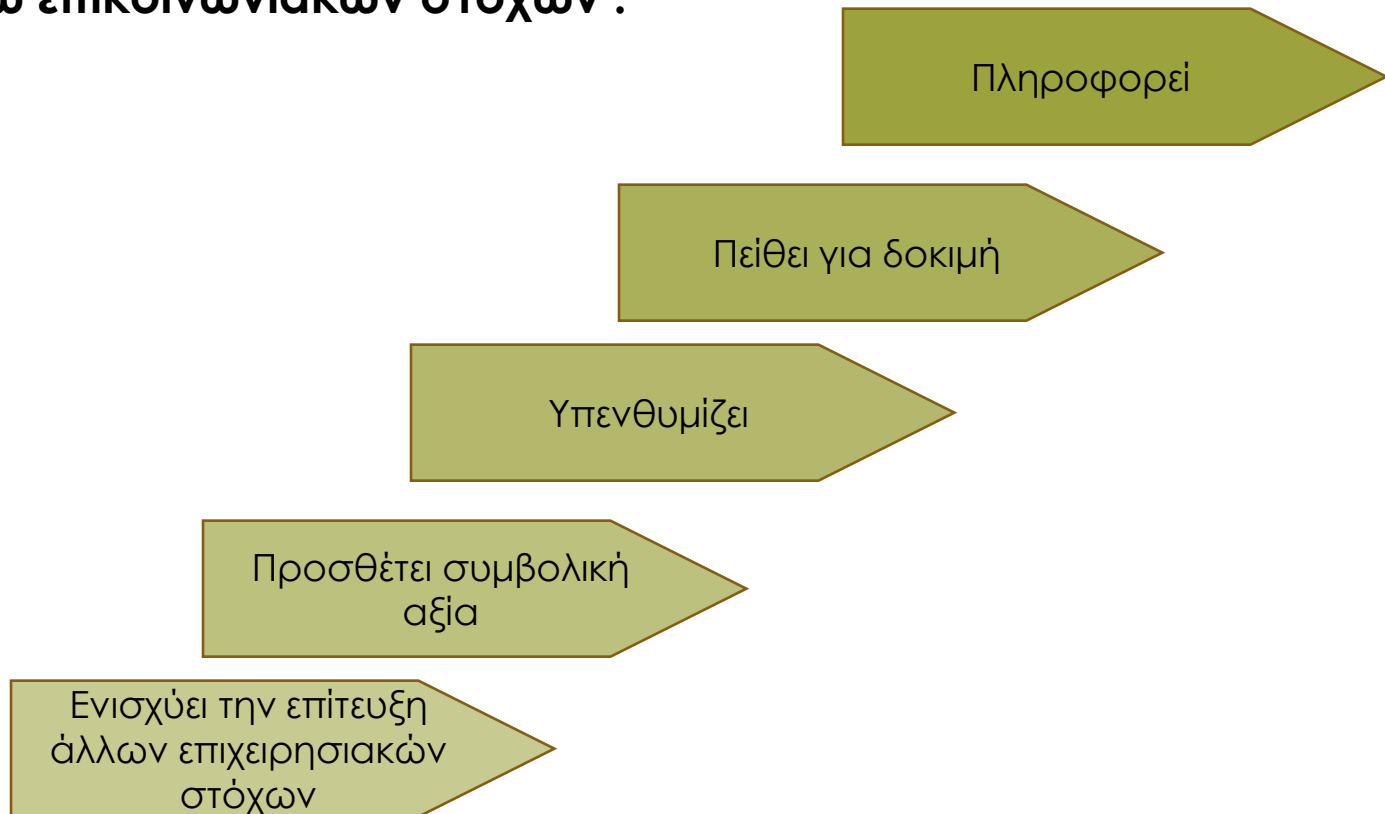 επικοινωνιακών στόχων :
Πληροφορεί
Πείθει για δοκιμή
Υπενθυμίζει
Προσθέτει συμβολική
αξία
Ενισχύει την επίτευξη
άλλων επιχειρησιακών
στόχων